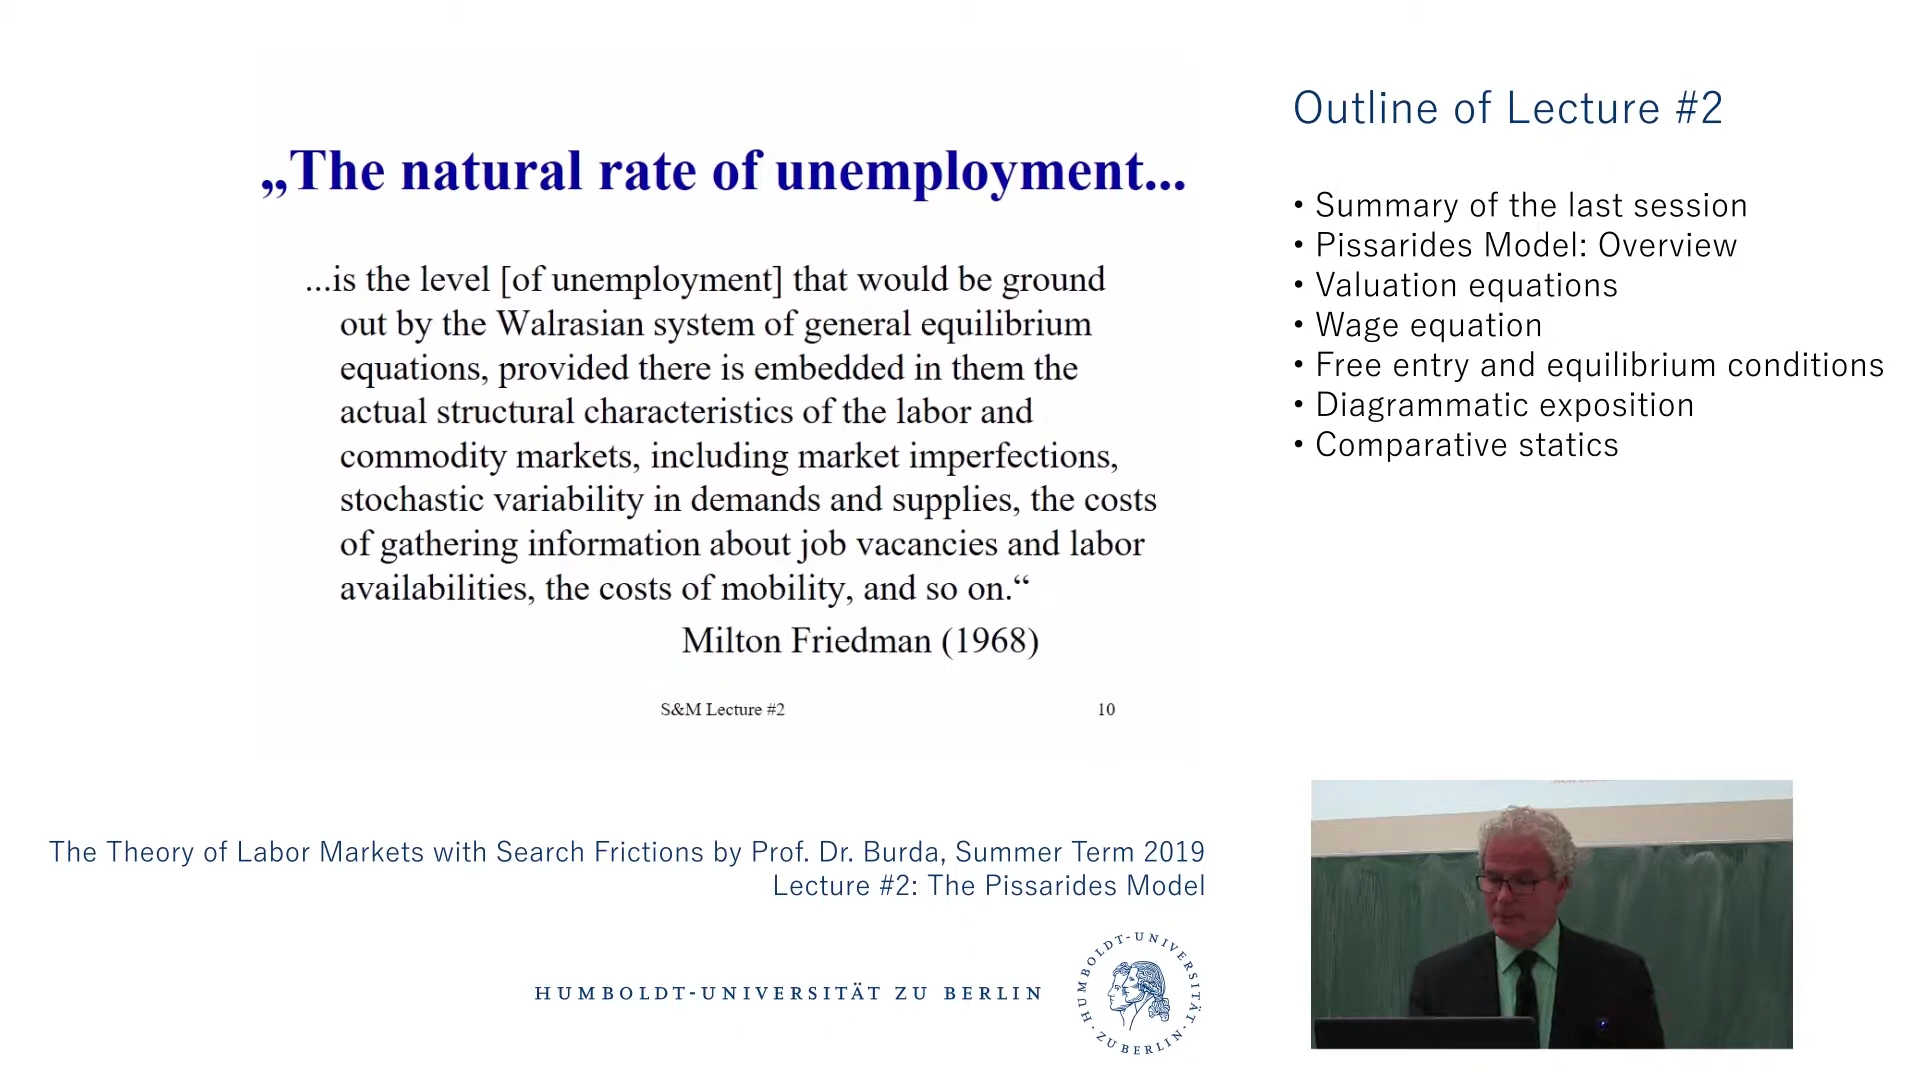 „The natural rate of unemployment...
...is the level [of unemployment] that would be ground
out by the Walrasian system of general equilibrium
equations, provided there is embedded in them the
actual structural characteristics of the labor and
commodity markets, including market imperfections,
stochastic variability in demands and supplies, the costs
of gathering information about job vacancies and labor
availabilities, the costs of mobility, and so on.“
Milton Friedman (1968)
S&M Lecture #2
10
Outline of Lecture #2
• Summary of the last session
• Pissarides Model: Overview
• Valuation equations
• Wage equation
• Free entry and equilibrium conditions
• Diagrammatic exposition
• Comparative statics
The Theory of Labor Markets with Search Frictions by Prof. Dr. Burda, Summer Term 2019
Lecture #2: The Pissarides Model
HUMBOLDT-UNIVERSITÄT ZU BERLIN
HUMBOLDT-UNIVERSITÄT · ZU BERLIN ·